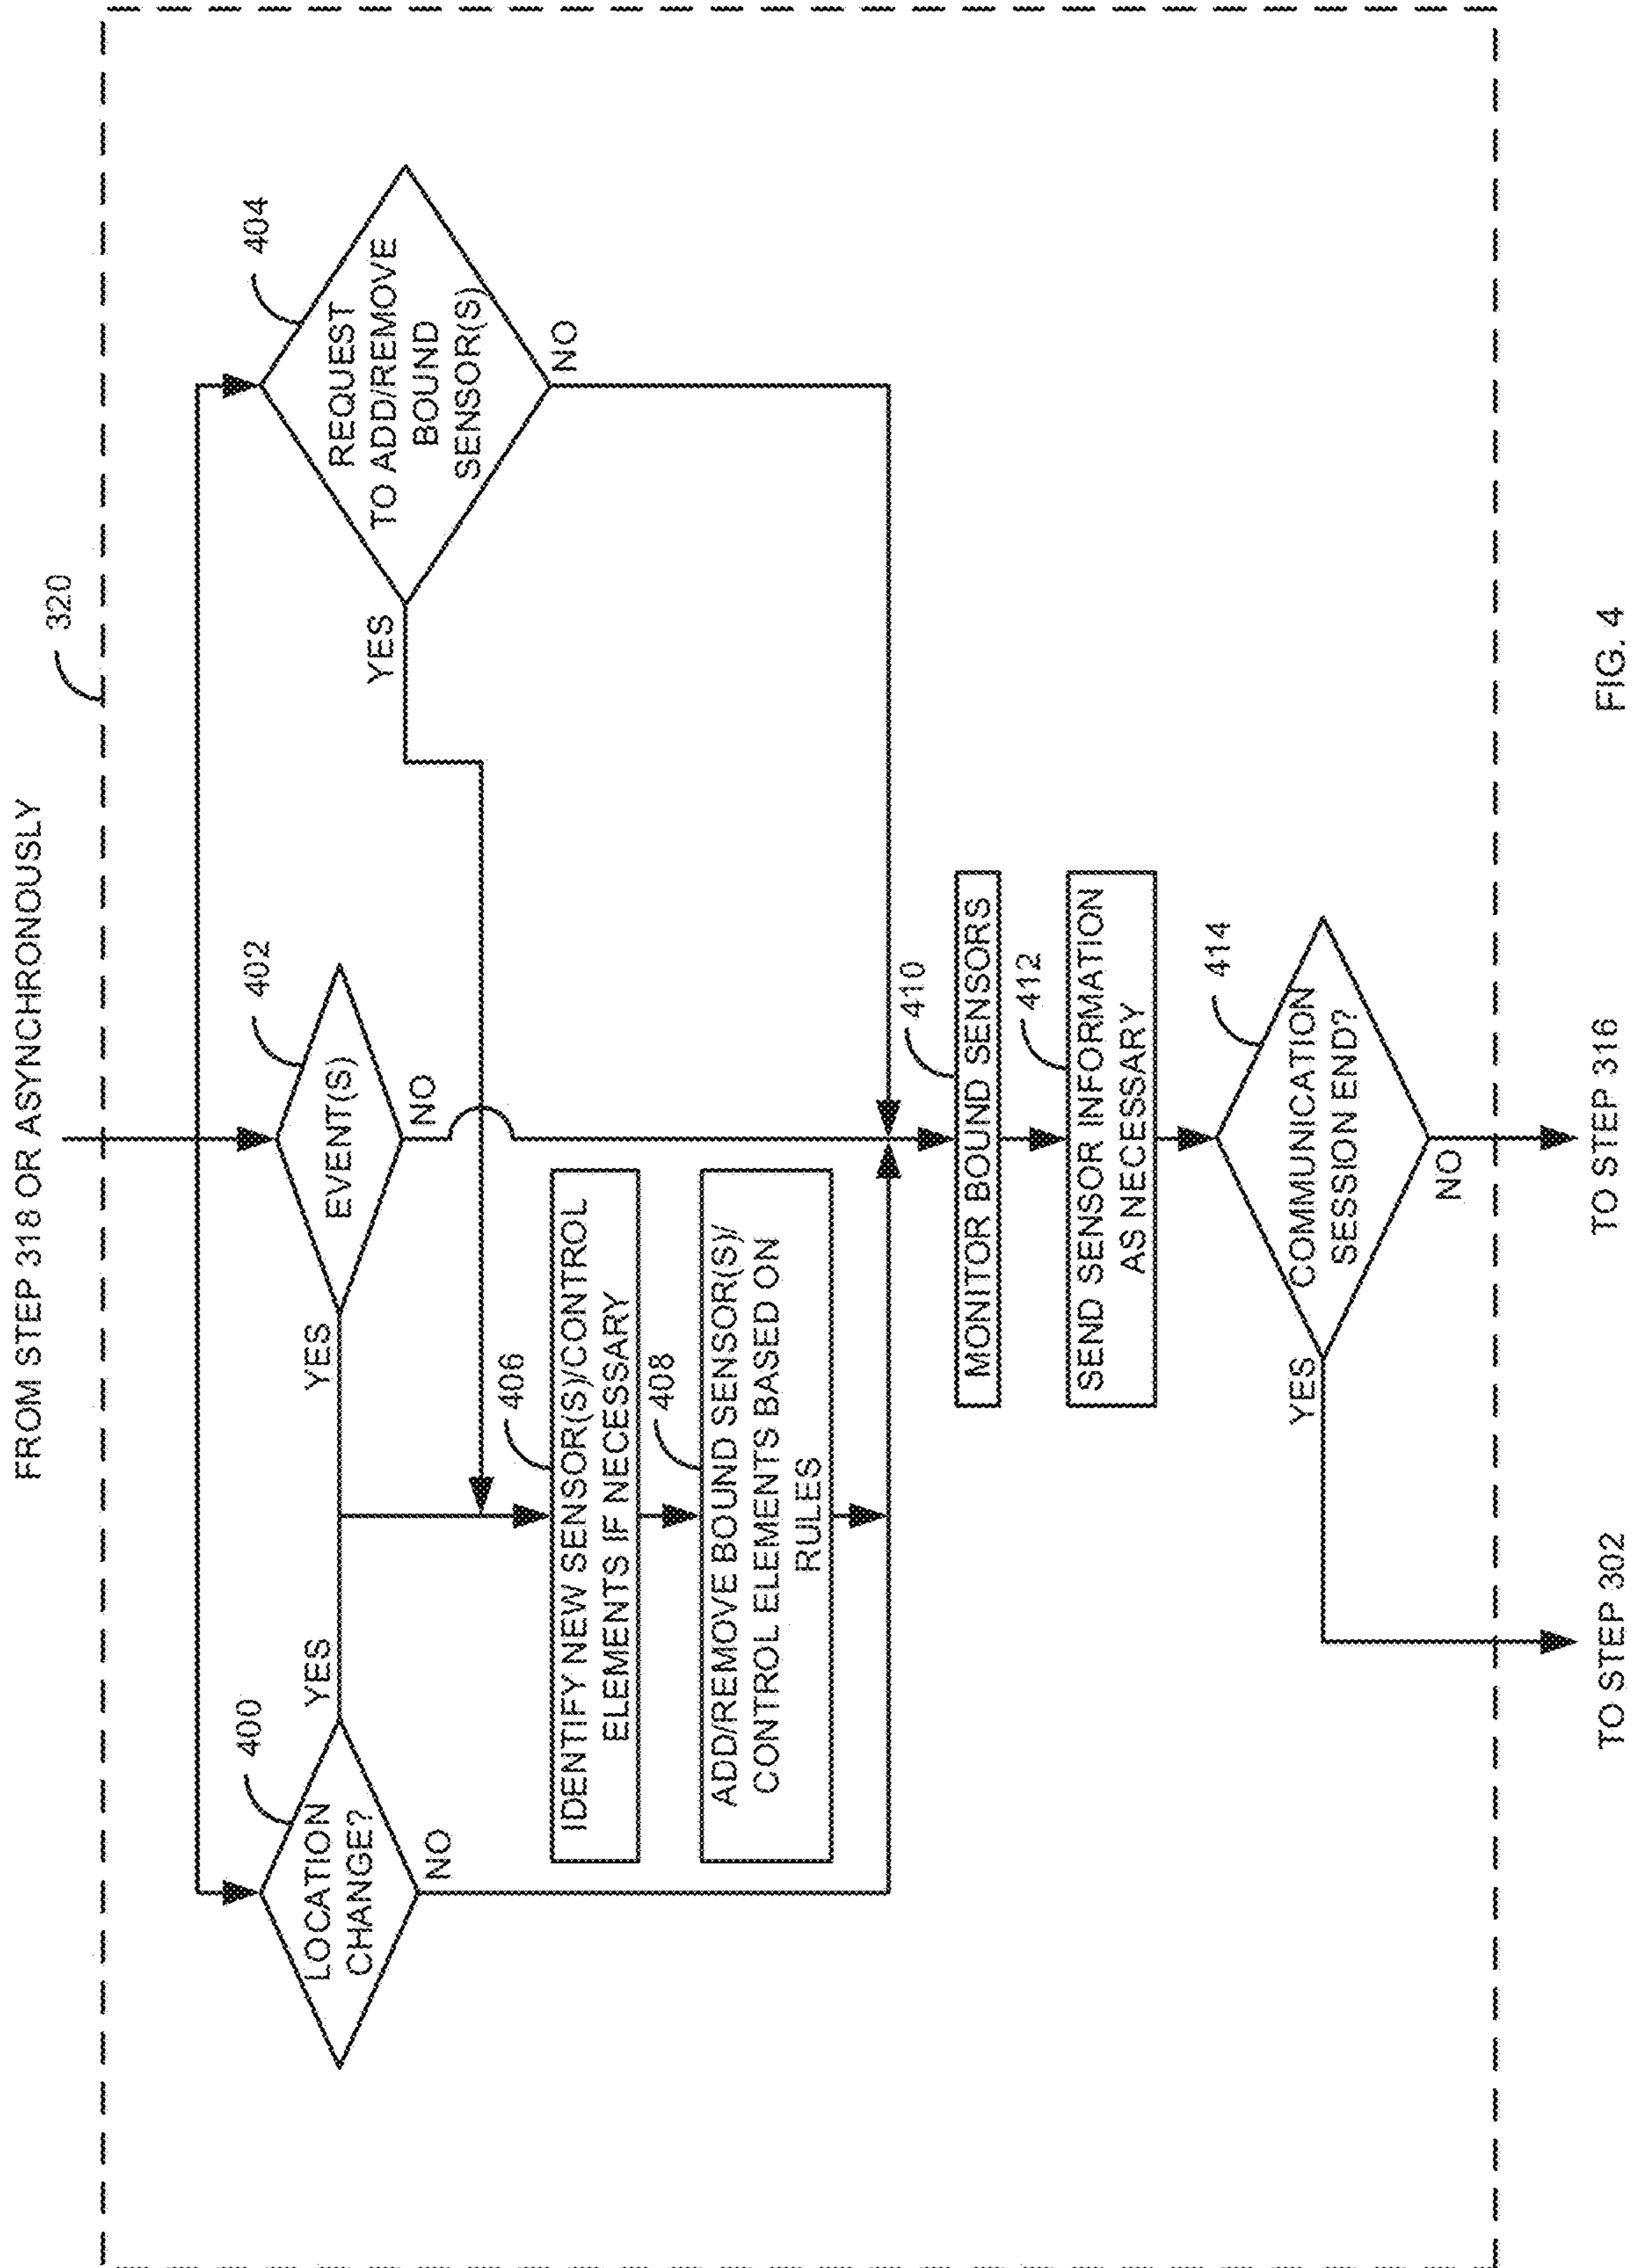 FROM STEP 318 OR ASYNCHRONOUSLY
320
400
LOCATION
CHANGE?
YES
NO
402
EVENT(S)
YES
NO
404
REQUEST
TO ADD/REMOVE
BOUND
SENSOR(S)
YES
NO
406
IDENTIFY NEW SENSOR(S)/CONTROL
ELEMENTS IF NECESSARY
408
ADD/REMOVE BOUND SENSOR(S)/
CONTROL ELEMENTS BASED ON
RULES
410
MONITOR BOUND SENSORS
412
SEND SENSOR INFORMATION
AS NECESSARY
414
COMMUNICATION
SESSION END?
YES
NO
TO STEP 302
TO STEP 316
FIG. 4